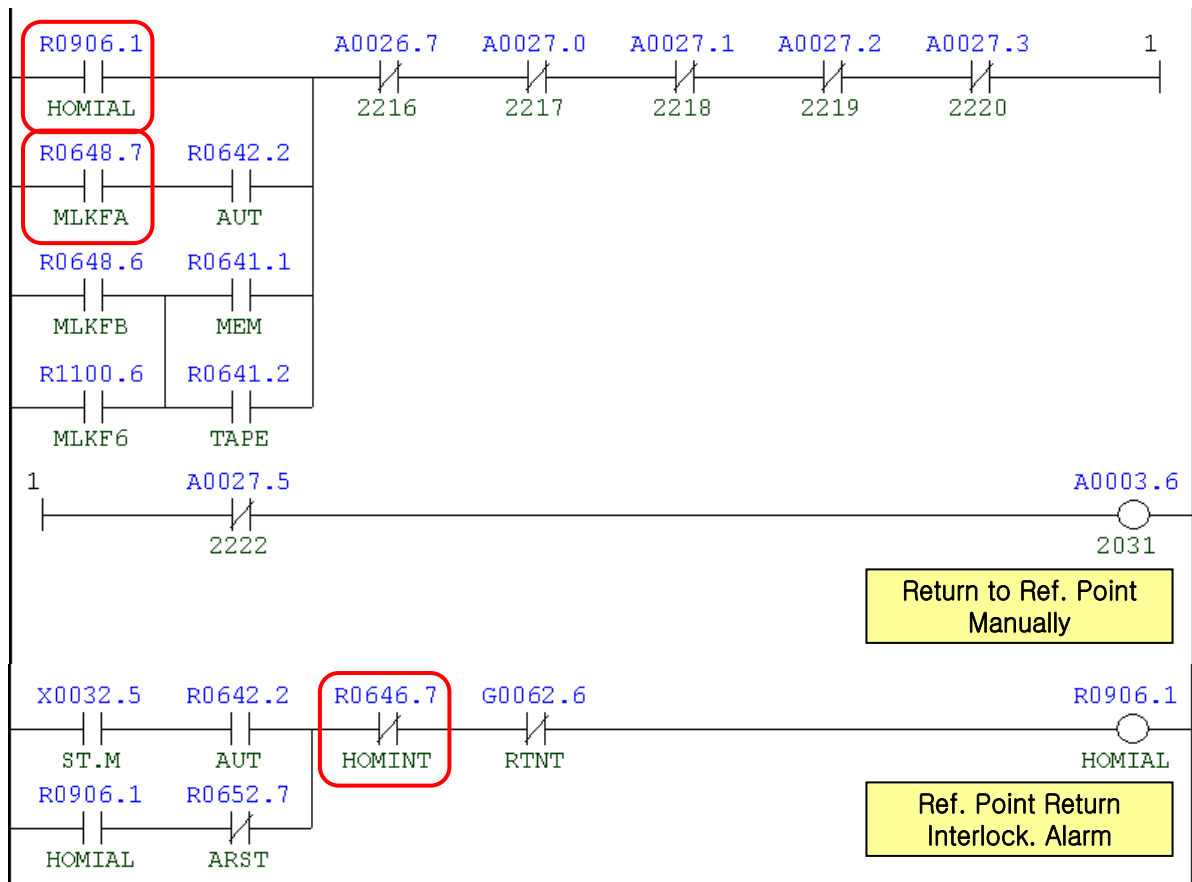 R0906.1 A0026.7 A0027.0 A0027.1 A0027.2 A0027.3 1
HOMIAL 2216 2217 2218 2219 2220
R0648.7 R0642.2
MLKFA AUT
R0648.6 R0641.1
MLKFB MEM
R1100.6 R0641.2
MLKF6 TAPE
1 A0027.5 A0003.6
2222 2031
Return to Ref. Point
Manually
X0032.5 R0642.2 R0646.7 G0062.6 R0906.1
ST.M AUT HOMINT RTNT HOMIAL
R0906.1 R0652.7
HOMIAL ARST
Ref. Point Return
Interlock. Alarm